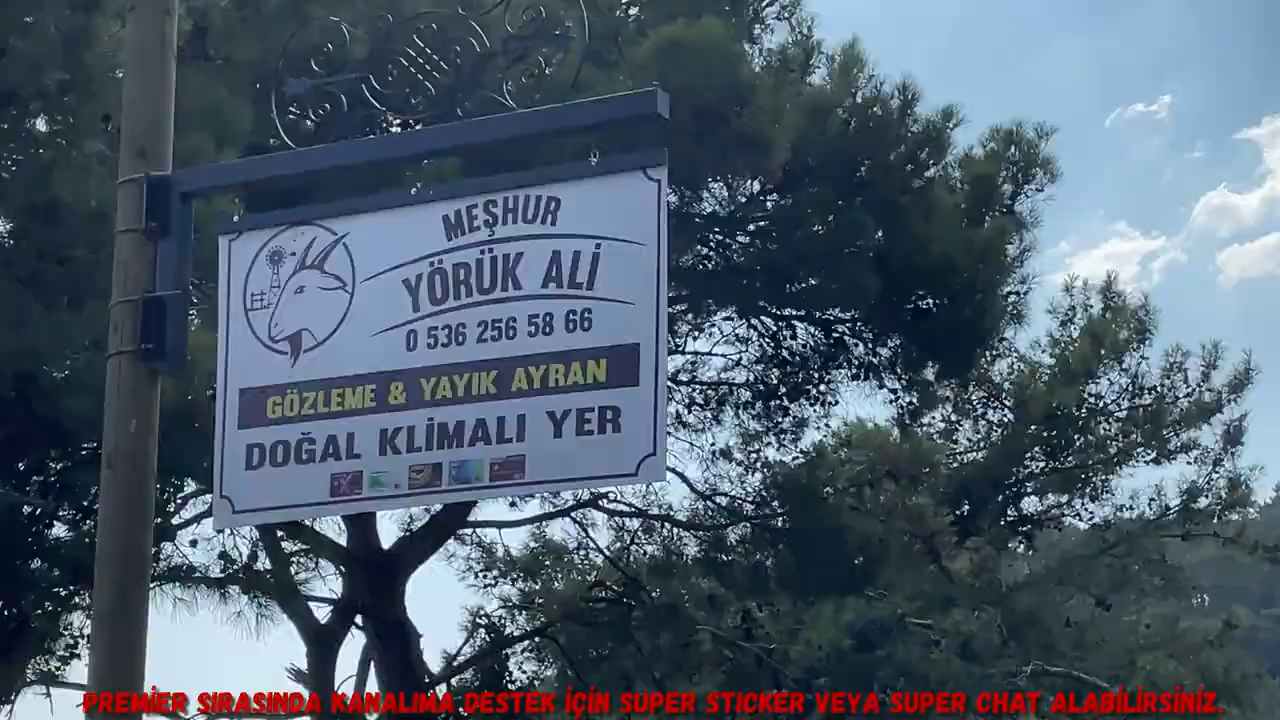 MEŞHUR
YÖRÜK ALİ
0 536 256 58 66
GÖZLEME & YAYIK AYRAN
DOĞAL KLİMALI YER
PREMİER SIRASINDA KANALIMA DESTEK İÇİN SUPER STICKER VEYA SUPER CHAT ALABİLİRSİNİZ.